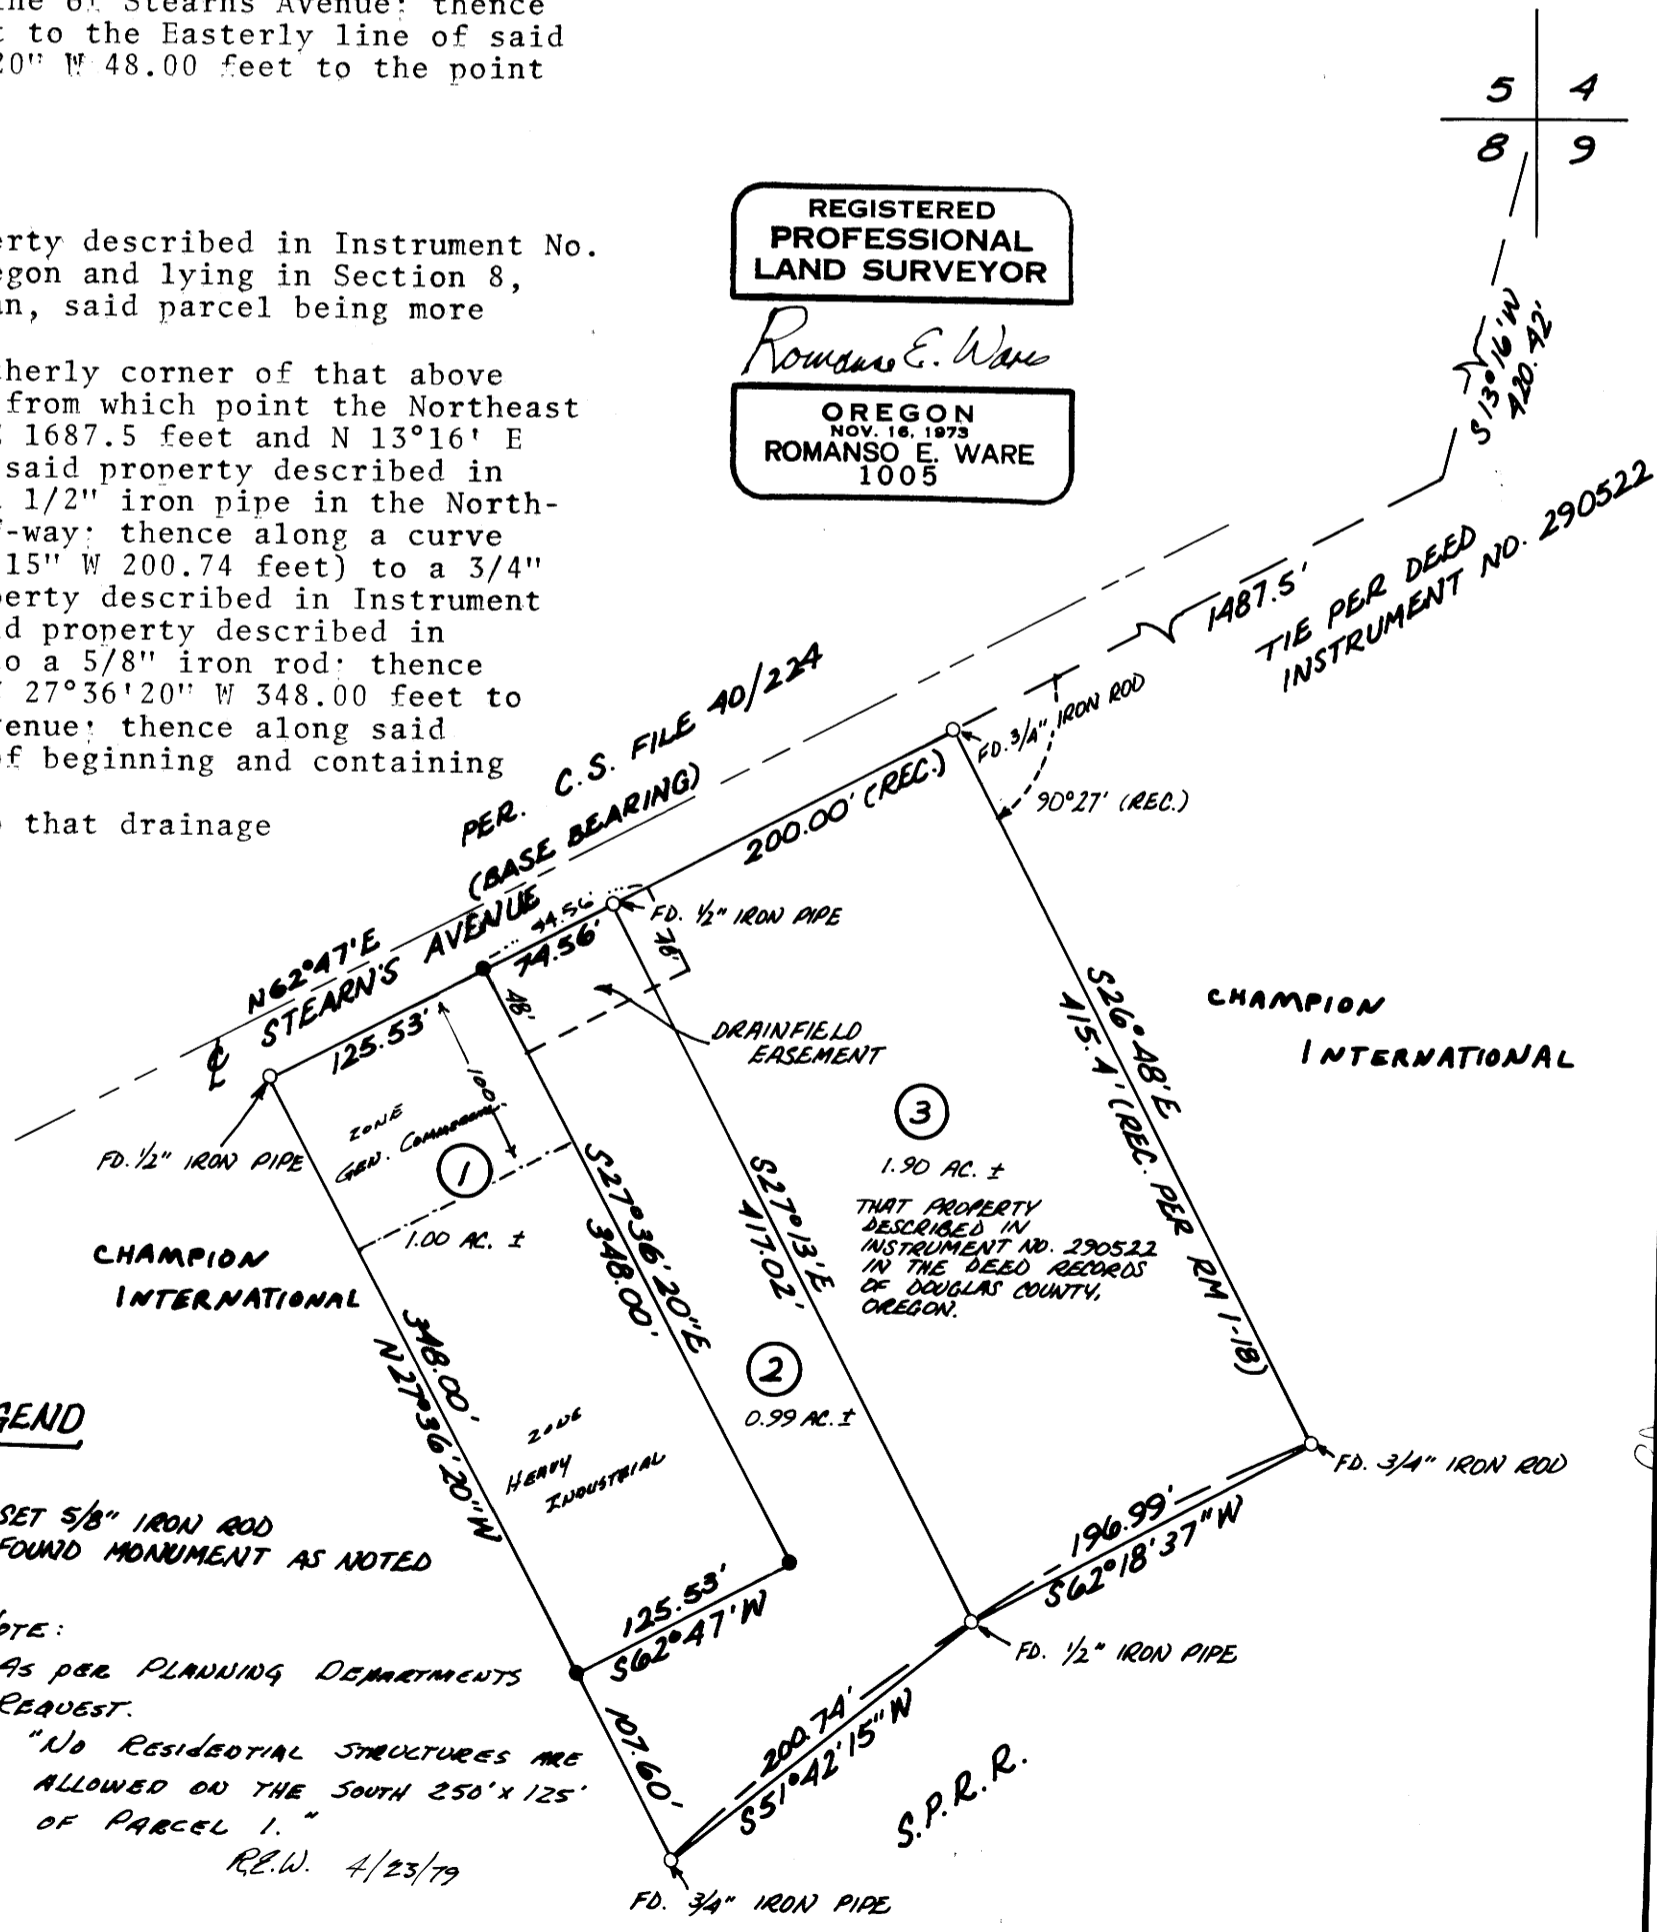 ne of Stearns Avenue: thence
t to the Easterly line of said
20" W 48.00 feet to the point
erty described in Instrument No.
egon and lying in Section 8,
an, said parcel being more
therly corner of that above
from which point the Northeast
E 1687.5 feet and N 13°16' E
said property described in
1/2" iron pipe in the North-
f-way: thence along a curve
15" W 200.74 feet) to a 3/4"
perty described in Instrument
d property described in
o a 5/8" iron rod: thence
27°36'20" W 348.00 feet to
venue: thence along said
of beginning and containing
that drainage
5 4
8 9
REGISTERED
PROFESSIONAL
LAND SURVEYOR
Romanso E. Ware
OREGON
NOV. 16, 1973
ROMANSO E. WARE
1005
S 13°16'W
420.42'
1487.5'
TIE PER DEED
INSTRUMENT NO. 290522
PER. C.S. FILE 40/224
(BASE BEARING)
N62°47'E
STEARN'S AVENUE
℄
FD. 3/4" IRON ROD
90°27' (REC.)
200.00' (REC.)
FD. 1/2" IRON PIPE
74.56'
78'
48'
125.53'
100'
DRAINFIELD
EASEMENT
FD. 1/2" IRON PIPE
ZONE
GEN. COMMERCIAL
1
1.00 AC. ±
CHAMPION
INTERNATIONAL
S26°48'E
415.4' (REC. PER RM 1-18)
CHAMPION
INTERNATIONAL
3
1.90 AC. ±
THAT PROPERTY
DESCRIBED IN
INSTRUMENT NO. 290522
IN THE DEED RECORDS
OF DOUGLAS COUNTY,
OREGON.
S27°36'20"E
348.00'
S27°13'E
417.02'
2
0.99 AC. ±
348.00'
N27°36'20"W
ZONE
HEAVY
INDUSTRIAL
GEND
SET 5/8" IRON ROD
FOUND MONUMENT AS NOTED
125.53'
S62°47'W
FD. 3/4" IRON ROD
196.99'
S62°18'37"W
FD. 1/2" IRON PIPE
107.60'
200.74'
S51°42'15"W
S.P.R.R.
FD. 3/4" IRON PIPE
NOTE:
AS PER PLANNING DEPARTMENTS
REQUEST.
"NO RESIDEDTIAL STRUCTURES ARE
ALLOWED ON THE SOUTH 250' x 125'
OF PARCEL 1."
R.E.W. 4/23/79